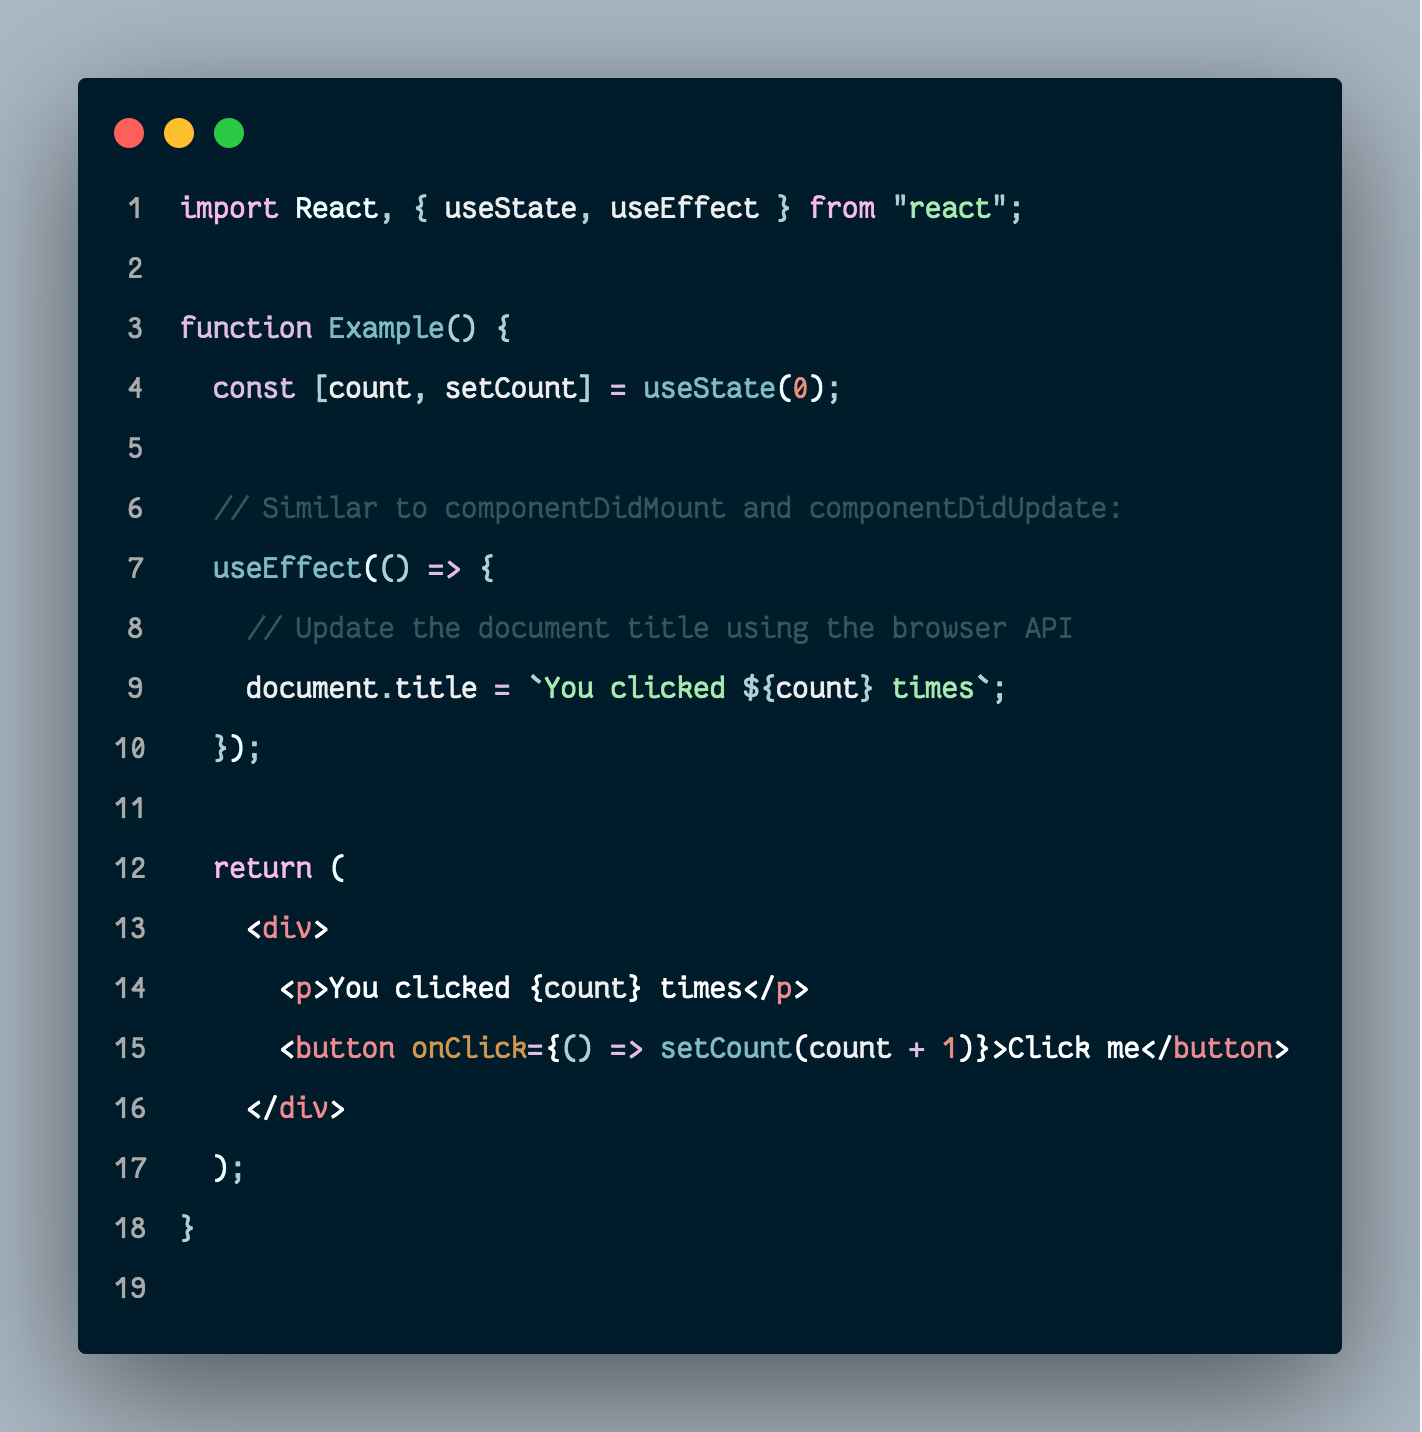 1 import React, { useState, useEffect } from "react";
2
3 function Example() {
4   const [count, setCount] = useState(0);
5
6   // Similar to componentDidMount and componentDidUpdate:
7   useEffect(() => {
8     // Update the document title using the browser API
9     document.title = `You clicked ${count} times`;
10   });
11
12   return (
13     <div>
14       <p>You clicked {count} times</p>
15       <button onClick={() => setCount(count + 1)}>Click me</button>
16     </div>
17   );
18 }
19